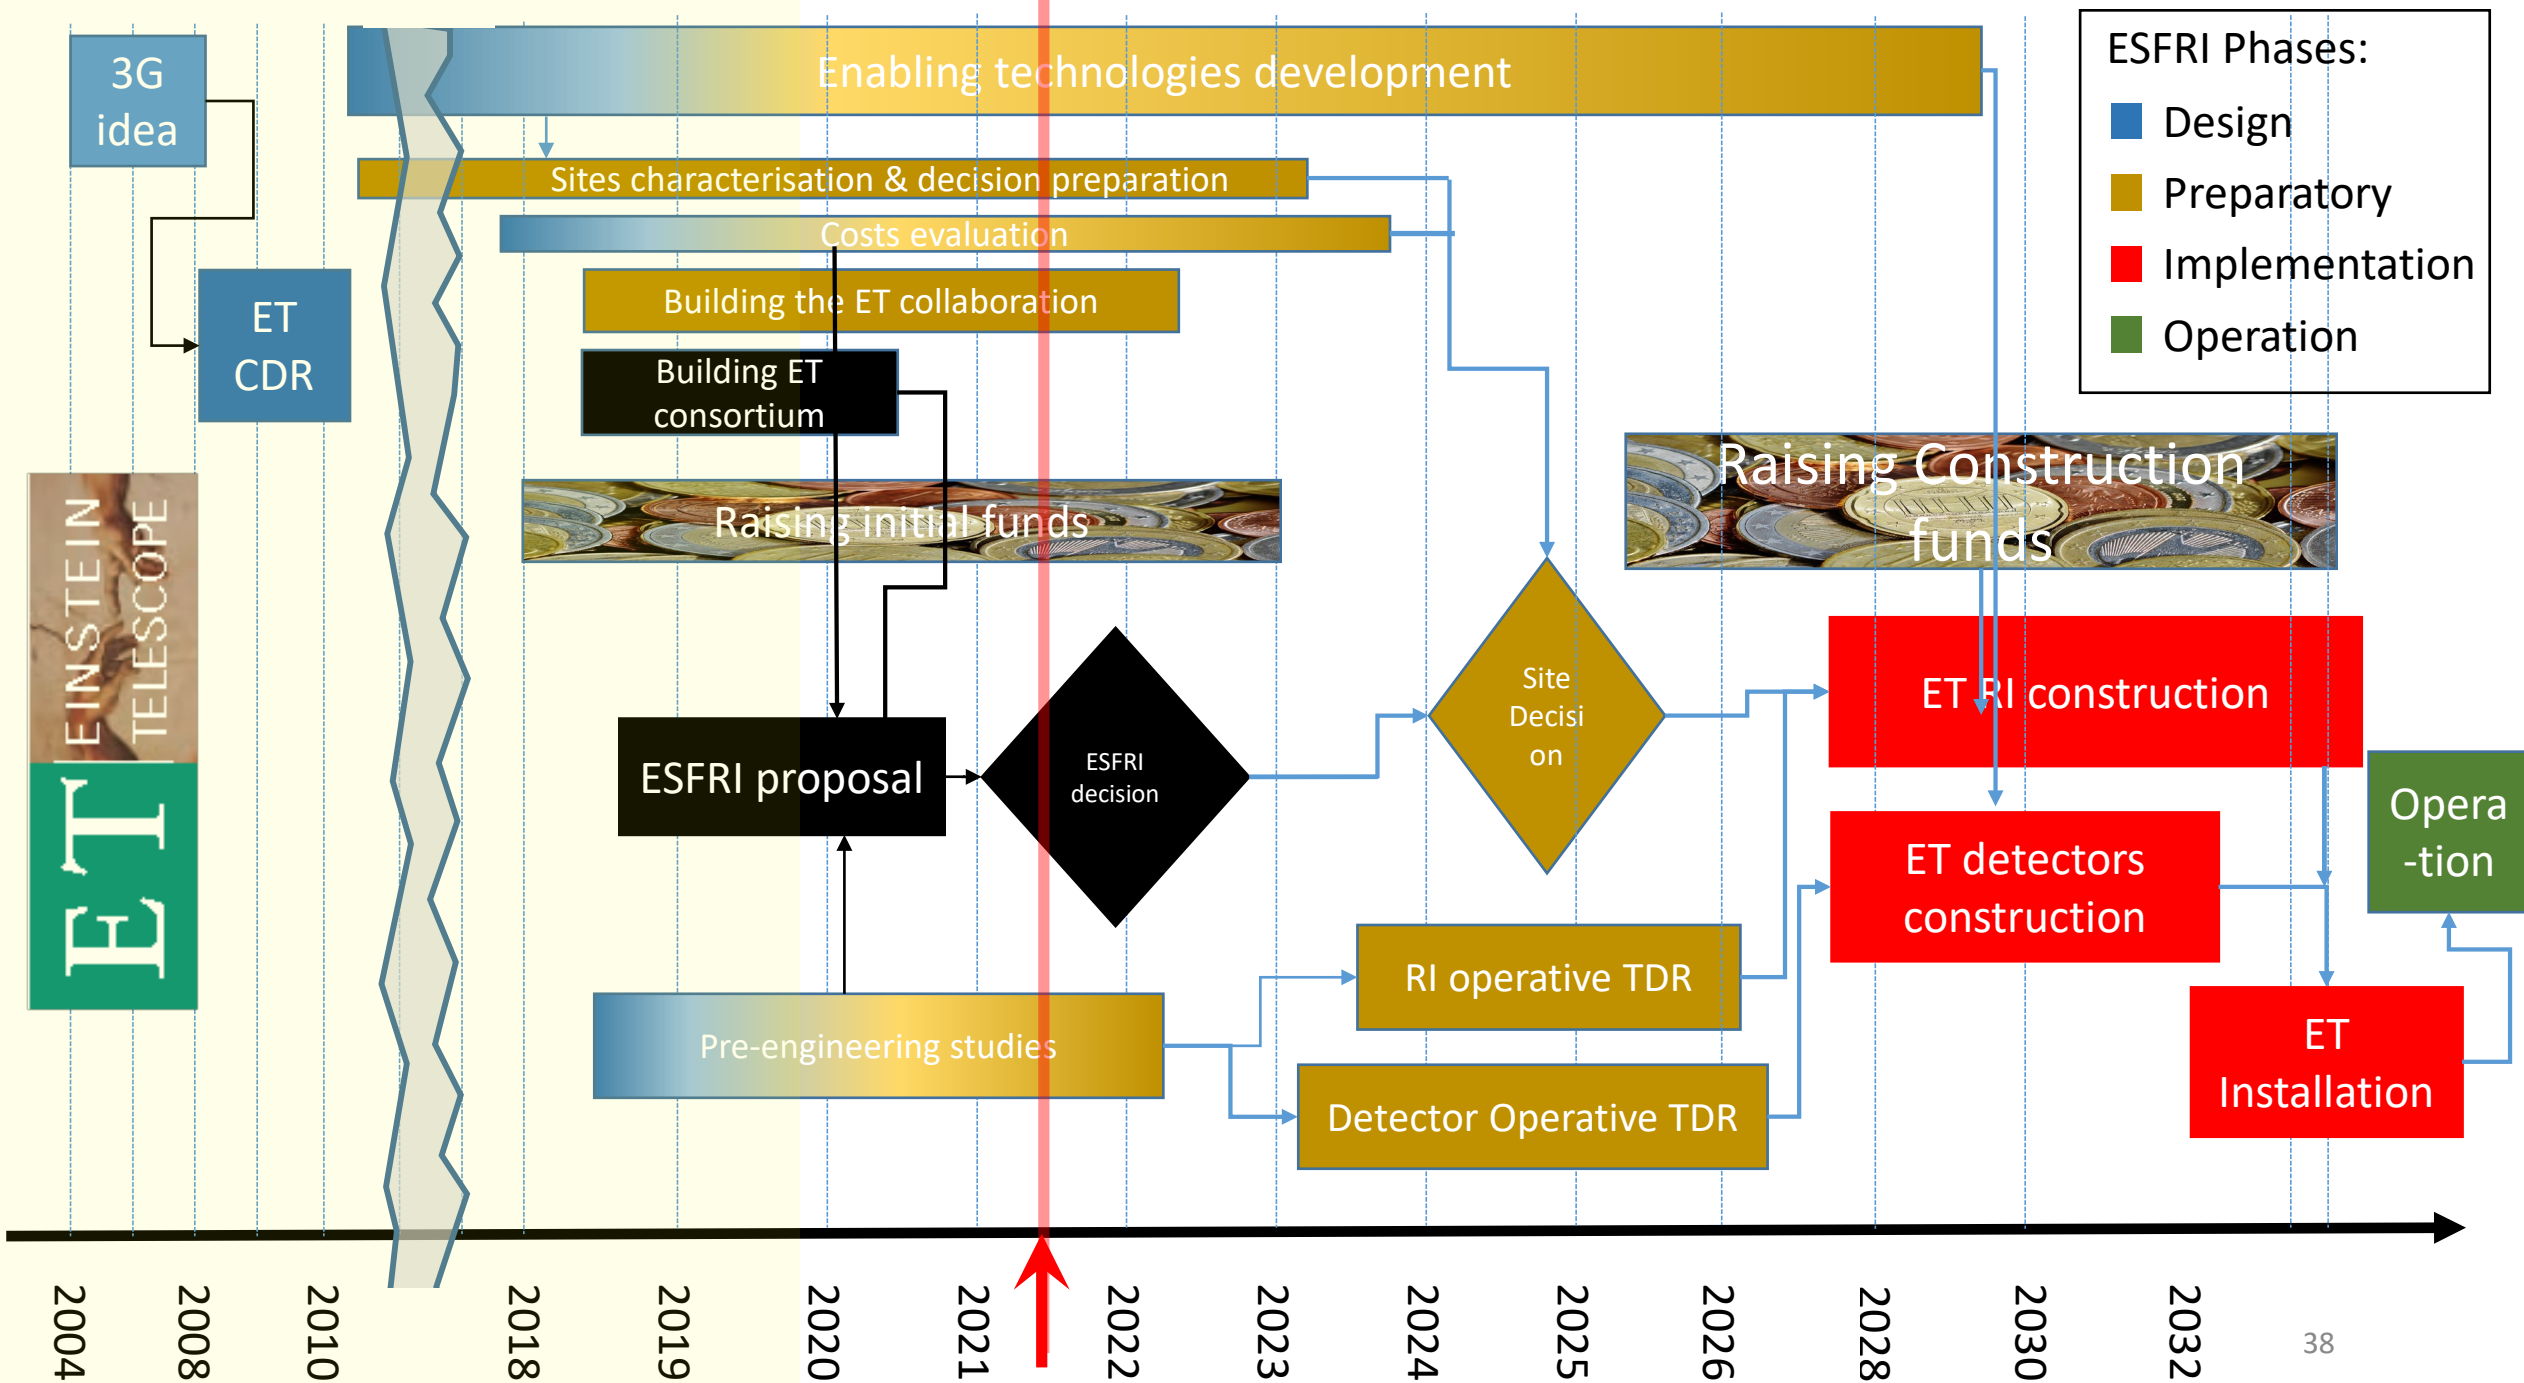 3G
idea
Enabling technologies development
ESFRI Phases:
Design
Preparatory
Implementation
Operation
Sites characterisation & decision preparation
Costs evaluation
Building the ET collaboration
ET
CDR
Building ET
consortium
Raising initial funds
Raising Construction
funds
EINSTEIN
TELESCOPE
ET
Site
Decisi
on
ET RI construction
ESFRI proposal
ESFRI
decision
Opera
-tion
ET detectors
construction
RI operative TDR
Pre-engineering studies
ET
Installation
Detector Operative TDR
2004
2008
2010
2018
2019
2020
2021
2022
2023
2024
2025
2026
2028
2030
2032
38